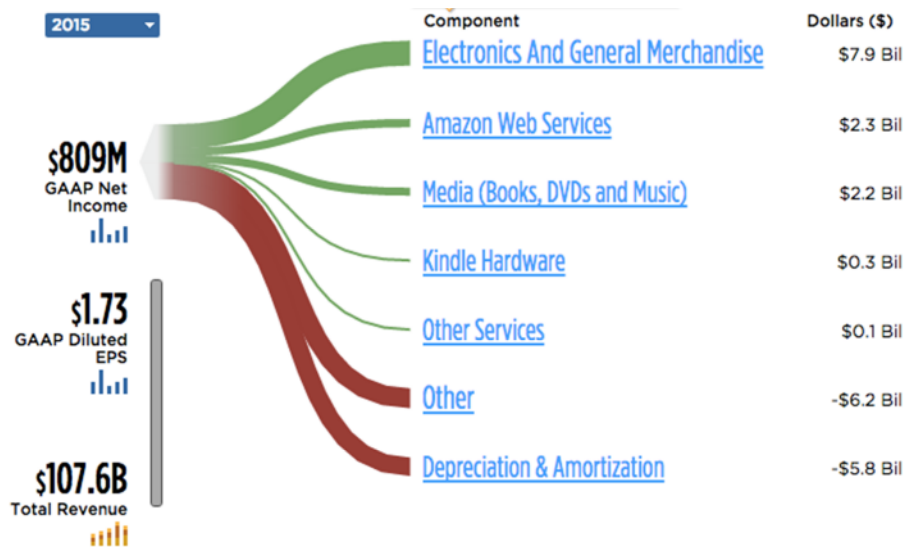 2015
Component
Dollars ($)
Electronics And General Merchandise
$7.9 Bil
Amazon Web Services
$2.3 Bil
$809M
GAAP Net
Income
Media (Books, DVDs and Music)
$2.2 Bil
Kindle Hardware
$0.3 Bil
$1.73
GAAP Diluted
EPS
Other Services
$0.1 Bil
Other
-$6.2 Bil
$107.6B
Total Revenue
Depreciation & Amortization
-$5.8 Bil